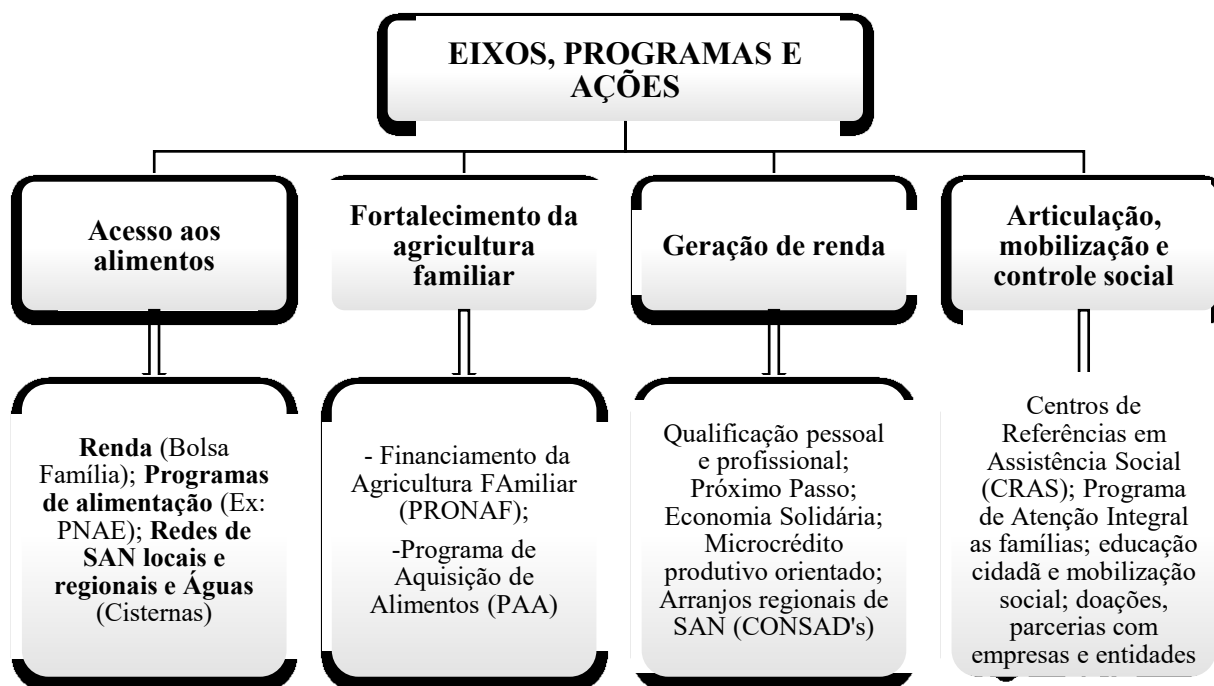 EIXOS, PROGRAMAS E
AÇÕES
Acesso aos
alimentos
Fortalecimento da
agricultura
familiar
Geração de renda
Articulação,
mobilização e
controle social
Renda (Bolsa
Família); Programas
de alimentação (Ex:
PNAE); Redes de
SAN locais e
regionais e Águas
(Cisternas)
- Financiamento da
Agricultura FAmiliar
(PRONAF);
-Programa de
Aquisição de
Alimentos (PAA)
Qualificação pessoal
e profissional;
Próximo Passo;
Economia Solidária;
Microcrédito
produtivo orientado;
Arranjos regionais de
SAN (CONSAD's)
Centros de
Referências em
Assistência Social
(CRAS); Programa
de Atenção Integral
as famílias; educação
cidadã e mobilização
social; doações,
parcerias com
empresas e entidades